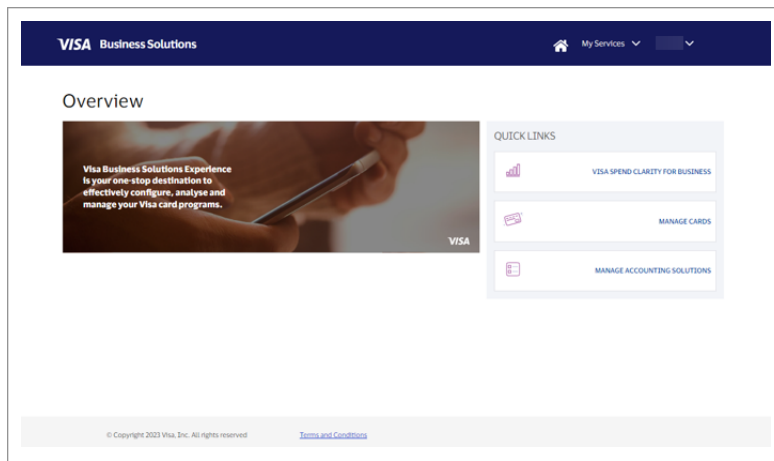 VISA Business Solutions
My Services
Overview
Visa Business Solutions Experience
is your one-stop destination to
effectively configure, analyse and
manage your Visa card programs.
VISA
QUICK LINKS
VISA SPEND CLARITY FOR BUSINESS
MANAGE CARDS
MANAGE ACCOUNTING SOLUTIONS
© Copyright 2023 Visa, Inc. All rights reserved
Terms and Conditions